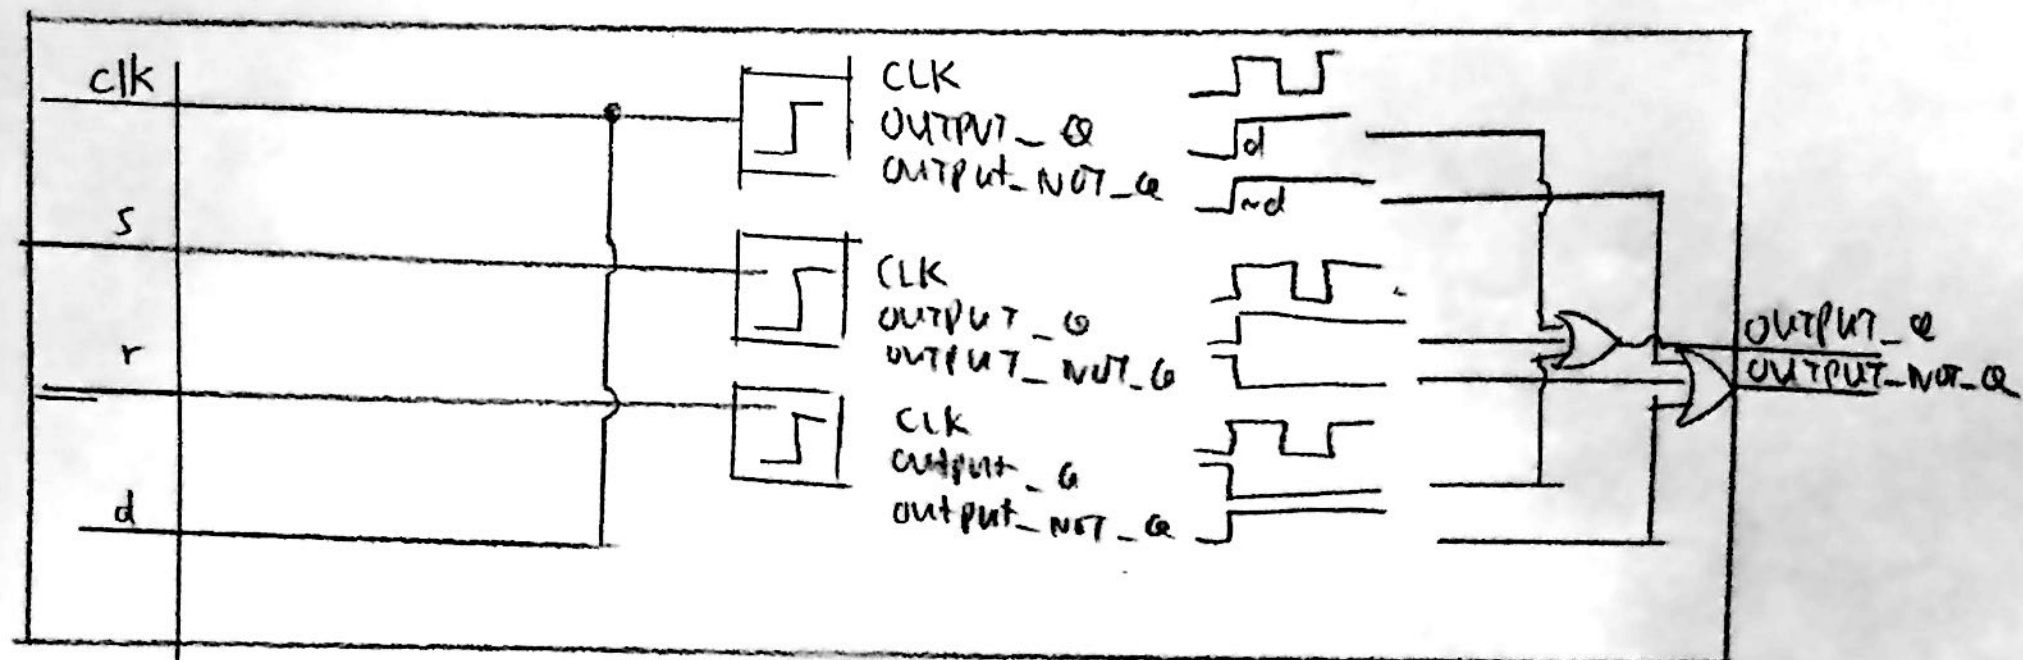 clk
s
r
d
CLK
OUTPUT_Q
OUTPUT_NOT_Q
d
~d
CLK
OUTPUT_Q
OUTPUT_NOT_Q
CLK
OUTPUT_Q
OUTPUT_NOT_Q
OUTPUT_Q
OUTPUT_NOT_Q